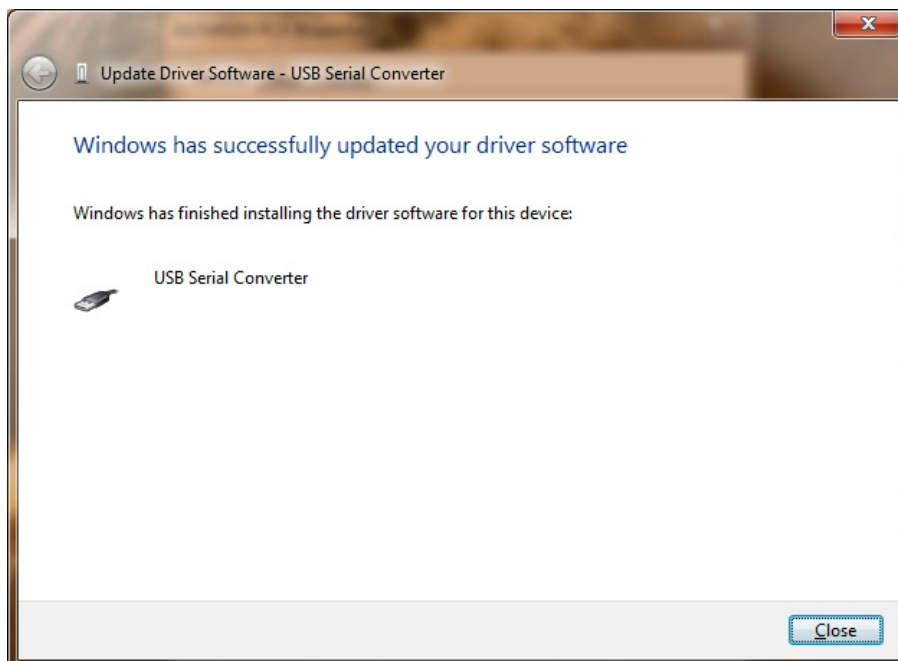 Update Driver Software - USB Serial Converter
Windows has successfully updated your driver software
Windows has finished installing the driver software for this device:
USB Serial Converter
Close